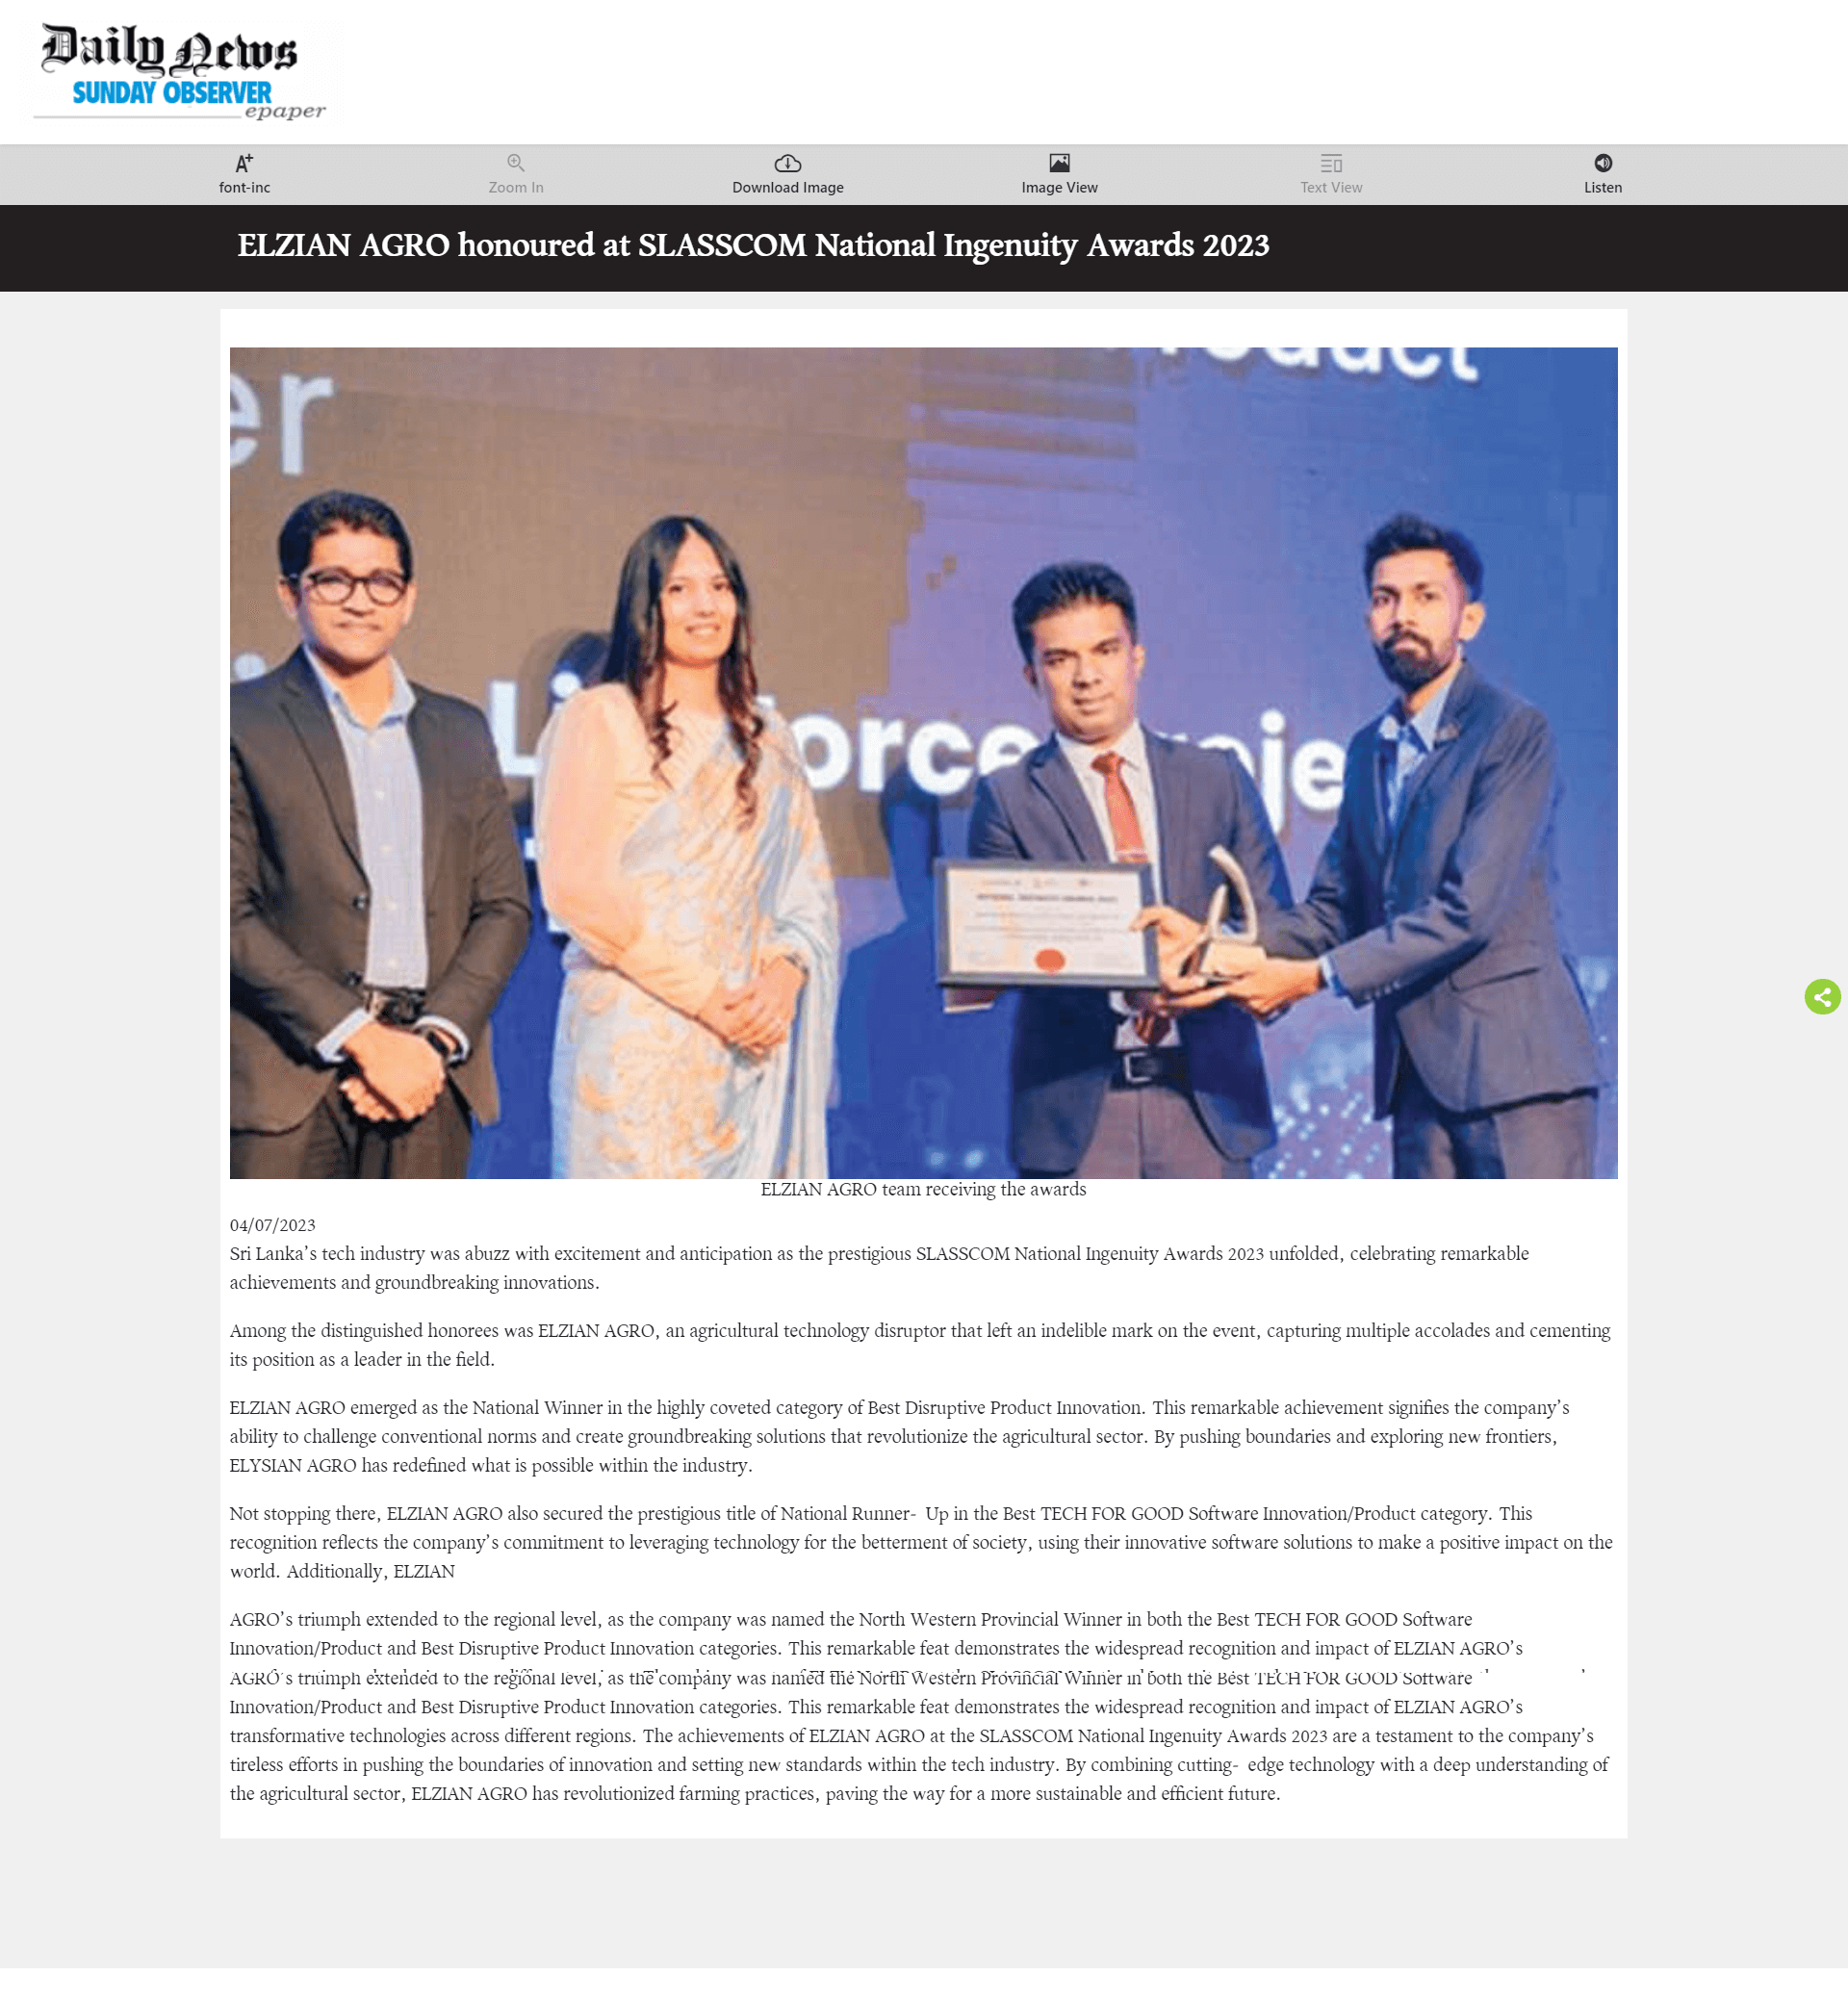 Daily News
SUNDAY OBSERVER
epaper
font-inc
Zoom In
Download Image
Image View
Text View
Listen
ELZIAN AGRO honoured at SLASSCOM National Ingenuity Awards 2023
ELZIAN AGRO team receiving the awards
04/07/2023
Sri Lanka’s tech industry was abuzz with excitement and anticipation as the prestigious SLASSCOM National Ingenuity Awards 2023 unfolded, celebrating remarkable
achievements and groundbreaking innovations.
Among the distinguished honorees was ELZIAN AGRO, an agricultural technology disruptor that left an indelible mark on the event, capturing multiple accolades and cementing
its position as a leader in the field.
ELZIAN AGRO emerged as the National Winner in the highly coveted category of Best Disruptive Product Innovation. This remarkable achievement signifies the company’s
ability to challenge conventional norms and create groundbreaking solutions that revolutionize the agricultural sector. By pushing boundaries and exploring new frontiers,
ELYSIAN AGRO has redefined what is possible within the industry.
Not stopping there, ELZIAN AGRO also secured the prestigious title of National Runner- Up in the Best TECH FOR GOOD Software Innovation/Product category. This
recognition reflects the company’s commitment to leveraging technology for the betterment of society, using their innovative software solutions to make a positive impact on the
world. Additionally, ELZIAN
AGRO’s triumph extended to the regional level, as the company was named the North Western Provincial Winner in both the Best TECH FOR GOOD Software
Innovation/Product and Best Disruptive Product Innovation categories. This remarkable feat demonstrates the widespread recognition and impact of ELZIAN AGRO’s
AGRO’s triumph extended to the regional level, as the company was named the North Western Provincial Winner in both the Best TECH FOR GOOD Software
Innovation/Product and Best Disruptive Product Innovation categories. This remarkable feat demonstrates the widespread recognition and impact of ELZIAN AGRO’s
transformative technologies across different regions. The achievements of ELZIAN AGRO at the SLASSCOM National Ingenuity Awards 2023 are a testament to the company’s
tireless efforts in pushing the boundaries of innovation and setting new standards within the tech industry. By combining cutting- edge technology with a deep understanding of
the agricultural sector, ELZIAN AGRO has revolutionized farming practices, paving the way for a more sustainable and efficient future.